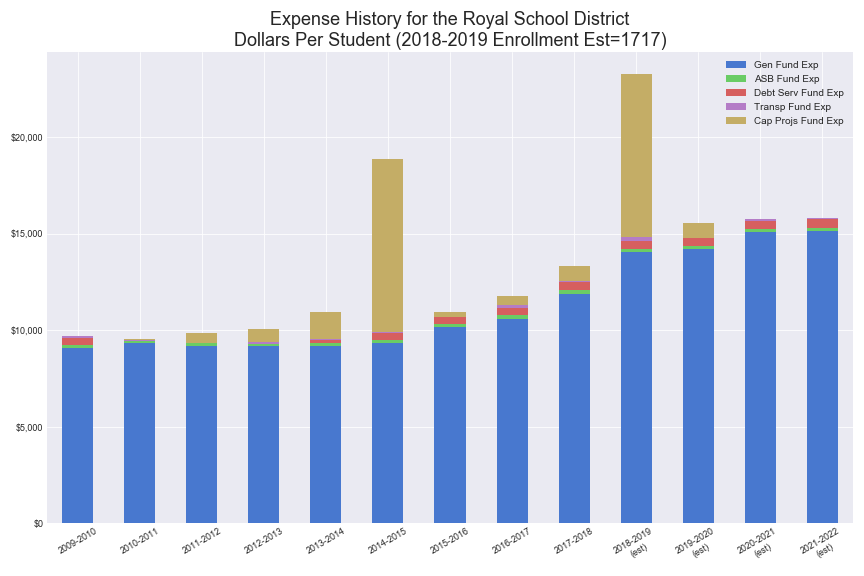 Expense History for the Royal School District
Dollars Per Student (2018-2019 Enrollment Est=1717)
Gen Fund Exp
ASB Fund Exp
Debt Serv Fund Exp
Transp Fund Exp
Cap Projs Fund Exp
$20,000
$15,000
$10,000
$5,000
$0
2009-2010
2010-2011
2011-2012
2012-2013
2013-2014
2014-2015
2015-2016
2016-2017
2017-2018
2018-2019
(est)
2019-2020
(est)
2020-2021
(est)
2021-2022
(est)